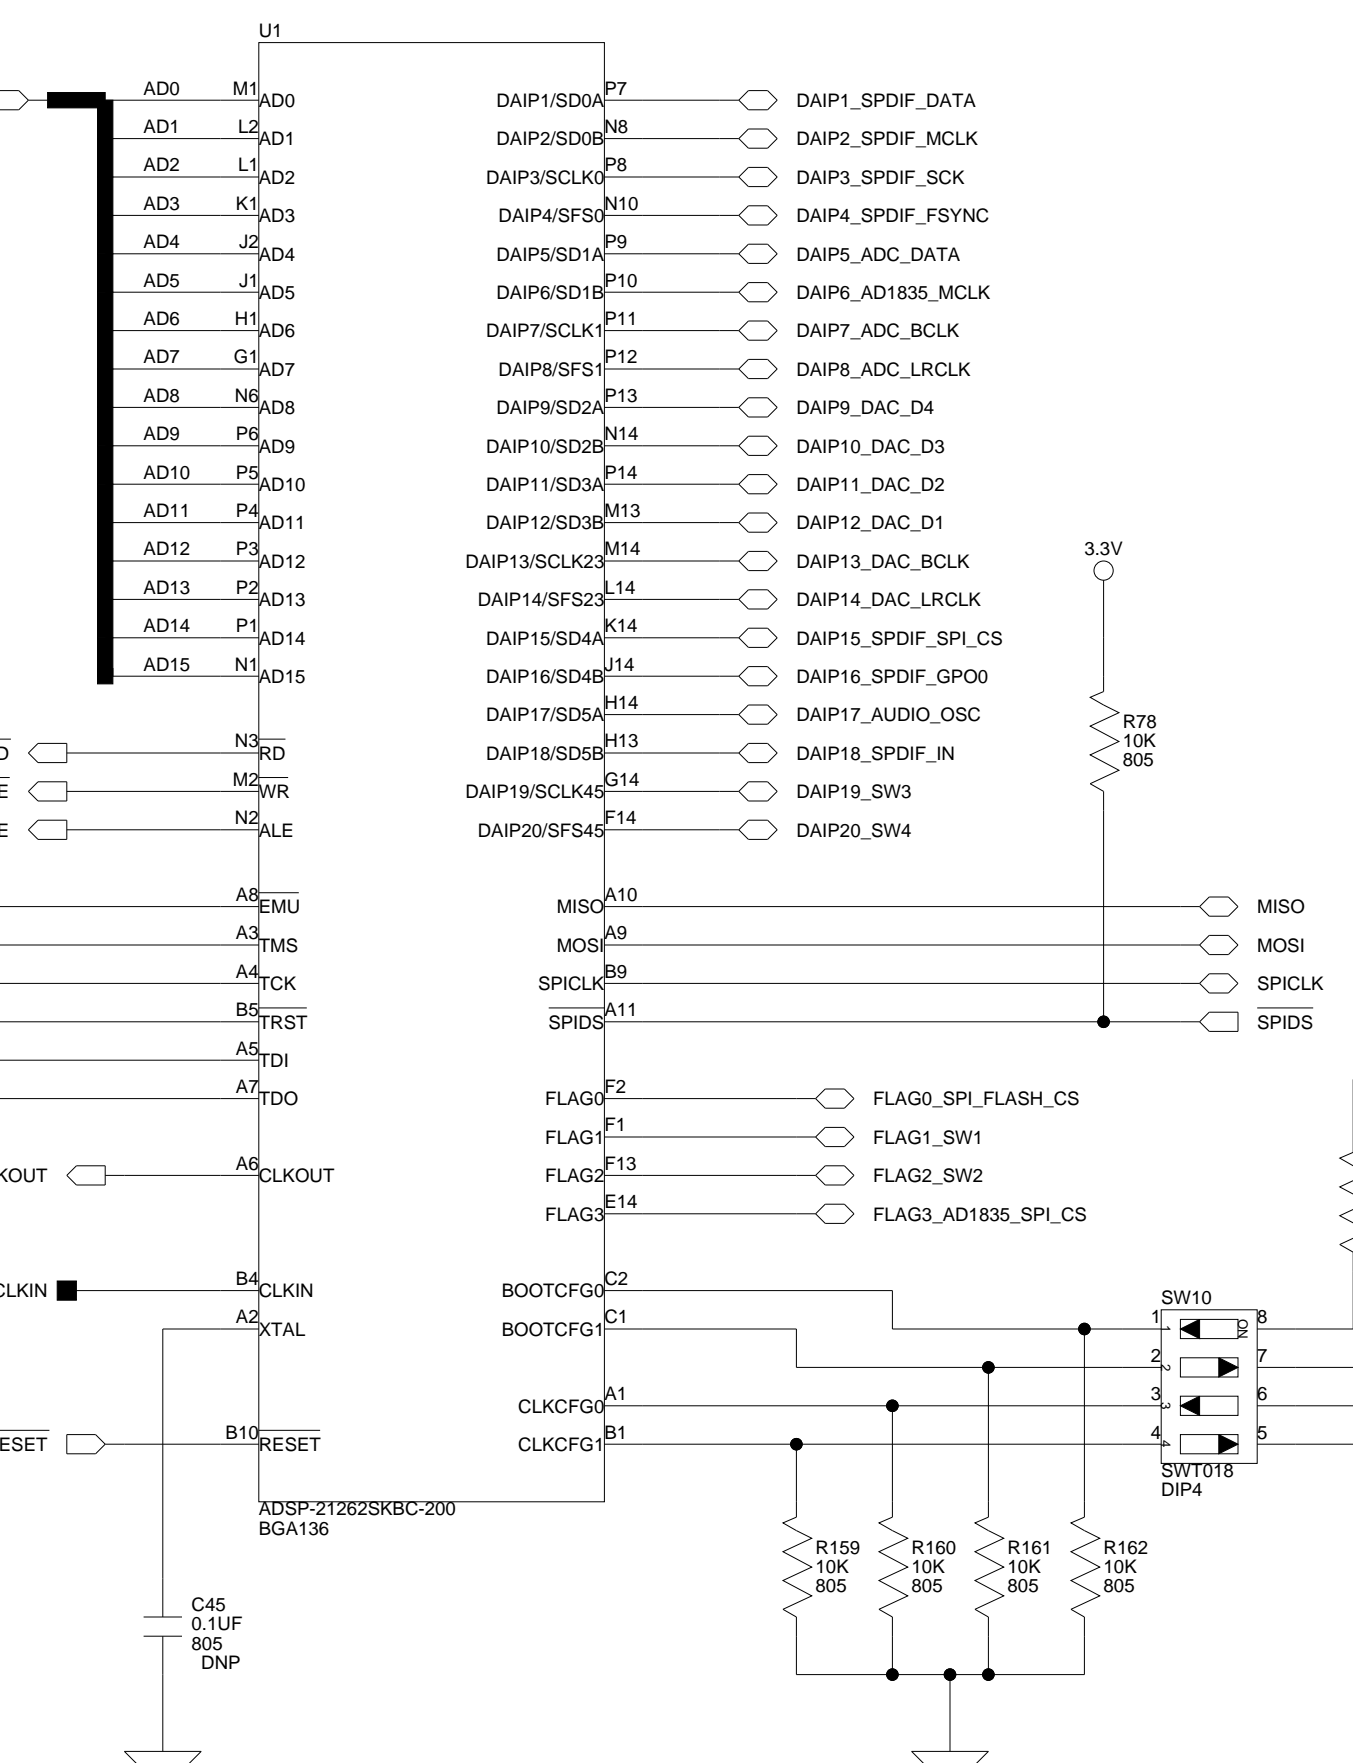 U1
AD0 M1 AD0 DAIP1/SD0A P7 DAIP1_SPDIF_DATA
AD1 L2 AD1 DAIP2/SD0B N8 DAIP2_SPDIF_MCLK
AD2 L1 AD2 DAIP3/SCLK0 P8 DAIP3_SPDIF_SCK
AD3 K1 AD3 DAIP4/SFS0 N10 DAIP4_SPDIF_FSYNC
AD4 J2 AD4 DAIP5/SD1A P9 DAIP5_ADC_DATA
AD5 J1 AD5 DAIP6/SD1B P10 DAIP6_AD1835_MCLK
AD6 H1 AD6 DAIP7/SCLK1 P11 DAIP7_ADC_BCLK
AD7 G1 AD7 DAIP8/SFS1 P12 DAIP8_ADC_LRCLK
AD8 N6 AD8 DAIP9/SD2A P13 DAIP9_DAC_D4
AD9 P6 AD9 DAIP10/SD2B N14 DAIP10_DAC_D3
AD10 P5 AD10 DAIP11/SD3A P14 DAIP11_DAC_D2
AD11 P4 AD11 DAIP12/SD3B M13 DAIP12_DAC_D1
AD12 P3 AD12 DAIP13/SCLK23 M14 DAIP13_DAC_BCLK
3.3V
AD13 P2 AD13 DAIP14/SFS23 L14 DAIP14_DAC_LRCLK
AD14 P1 AD14 DAIP15/SD4A K14 DAIP15_SPDIF_SPI_CS
AD15 N1 AD15 DAIP16/SD4B J14 DAIP16_SPDIF_GPO0
DAIP17/SD5A H14 DAIP17_AUDIO_OSC
R78
10K
805
D N3 RD DAIP18/SD5B H13 DAIP18_SPDIF_IN
E M2 WR DAIP19/SCLK45 G14 DAIP19_SW3
E N2 ALE DAIP20/SFS45 F14 DAIP20_SW4
A8 EMU MISO A10 MISO
A3 TMS MOSI A9 MOSI
A4 TCK SPICLK B9 SPICLK
B5 TRST SPIDS A11 SPIDS
A5 TDI
A7 TDO FLAG0 F2 FLAG0_SPI_FLASH_CS
FLAG1 F1 FLAG1_SW1
KOUT A6 CLKOUT FLAG2 F13 FLAG2_SW2
FLAG3 E14 FLAG3_AD1835_SPI_CS
CLKIN B4 CLKIN BOOTCFG0 C2
A2 XTAL BOOTCFG1 C1
CLKCFG0 A1
ESET B10 RESET CLKCFG1 B1
SW10
1 1 ON 8
2 2 7
3 3 6
4 4 5
SWT018
DIP4
ADSP-21262SKBC-200
BGA136
R159
10K
805
R160
10K
805
R161
10K
805
R162
10K
805
C45
0.1UF
805
DNP